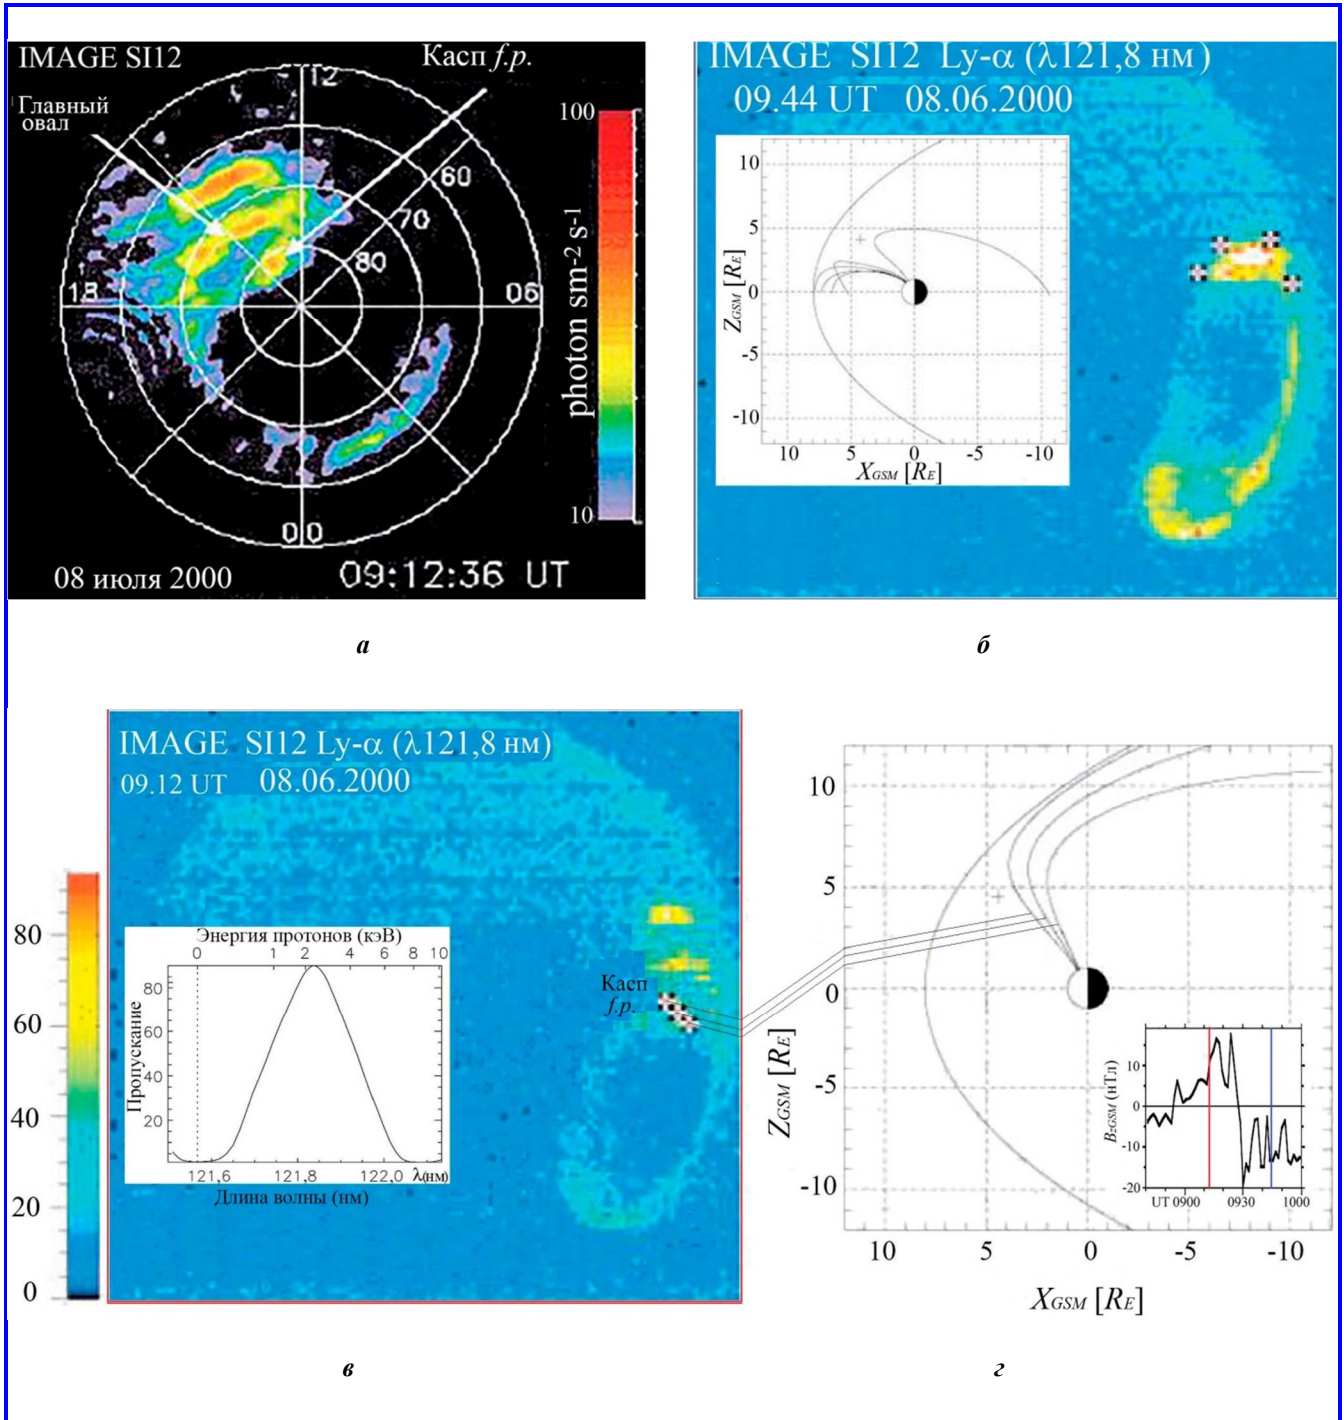 IMAGE SI12
Касп f.p.
Главный
овал
12
60
70
80
18
06
00
100
photon sm-2 s-1
10
08 июля 2000
09:12:36 UT
а
IMAGE SI12 Ly-α (λ121,8 нм)
09.44 UT 08.06.2000
10
5
0
-5
-10
ZGSM [RE]
10 5 0 -5 -10
XGSM [RE]
б
IMAGE SI12 Ly-α (λ121,8 нм)
09.12 UT 08.06.2000
80
60
40
20
0
Касп
f.p.
Энергия протонов (кэВ)
0 1 2 4 6 8 10
Пропускание
80
60
40
20
121,6 121,8 122,0 λ(нм)
Длина волны (нм)
в
10
5
0
-5
-10
ZGSM [RE]
10 5 0 -5 -10
XGSM [RE]
BzGSM (нТл)
10
0
-10
-20
UT 0900 0930 1000
г